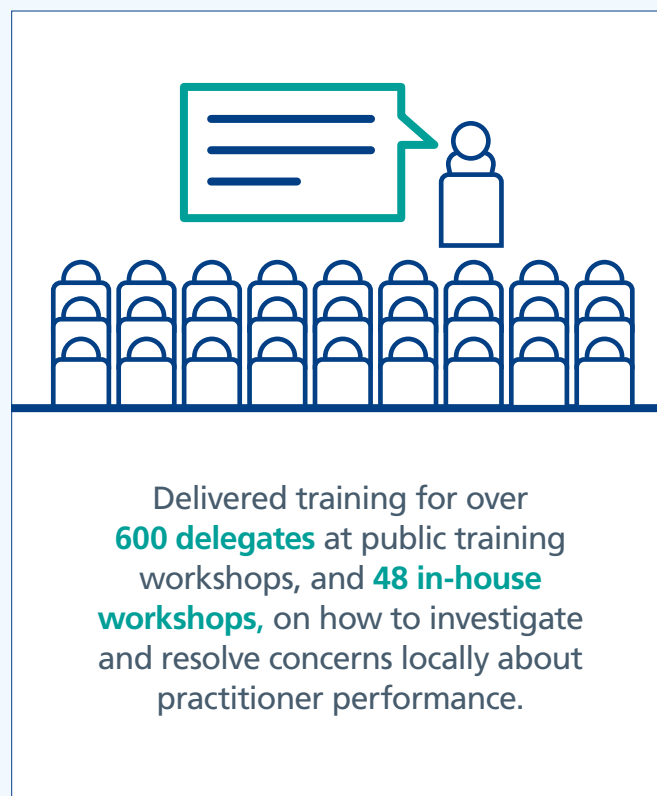 Delivered training for over
600 delegates at public training
workshops, and 48 in-house
workshops, on how to investigate
and resolve concerns locally about
practitioner performance.